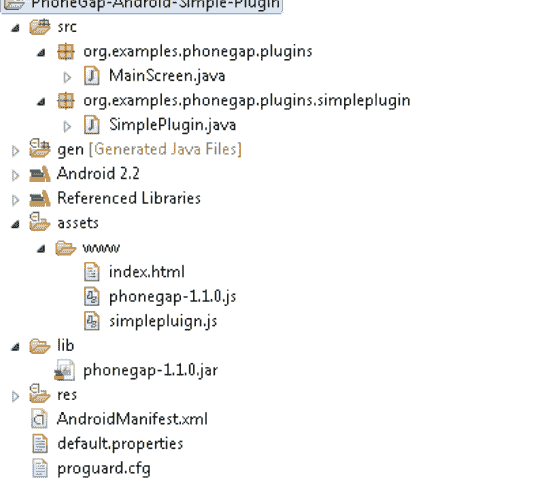 PhoneGap-Android-Simple-Plugin
src
org.examples.phonegap.plugins
MainScreen.java
org.examples.phonegap.plugins.simpleplugin
SimplePlugin.java
gen [Generated Java Files]
Android 2.2
Referenced Libraries
assets
www
index.html
phonegap-1.1.0.js
simplepluign.js
lib
phonegap-1.1.0.jar
res
AndroidManifest.xml
default.properties
proguard.cfg